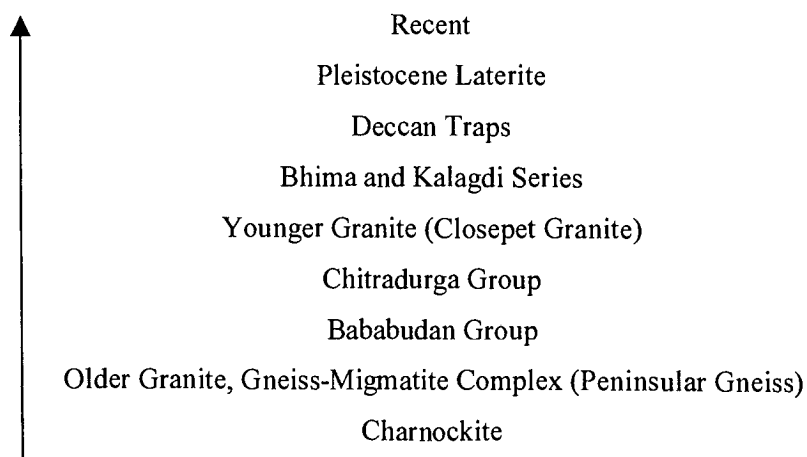 Recent
Pleistocene Laterite
Deccan Traps
Bhima and Kalagdi Series
Younger Granite (Closepet Granite)
Chitradurga Group
Bababudan Group
Older Granite, Gneiss-Migmatite Complex (Peninsular Gneiss)
Charnockite